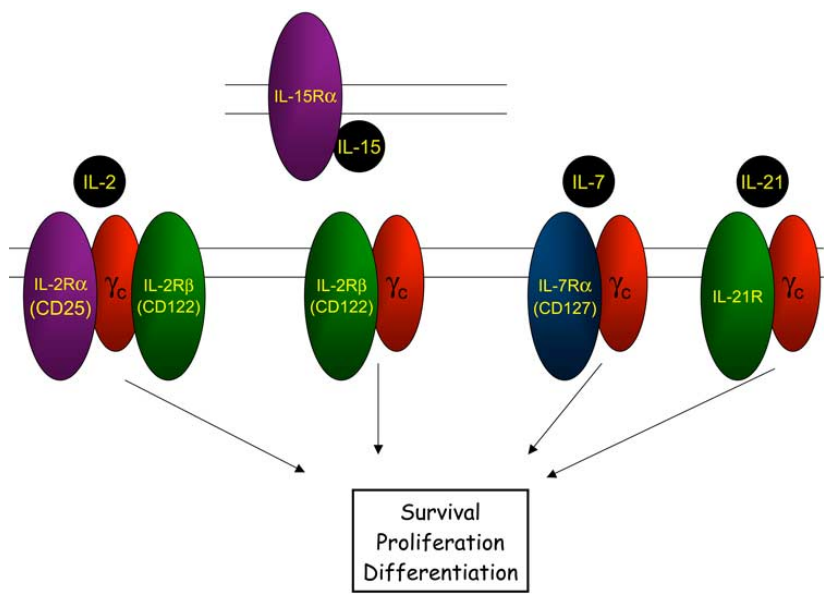 IL-15Rα
IL-15
IL-2
IL-7
IL-21
IL-2Rα
(CD25)
γc
IL-2Rβ
(CD122)
IL-2Rβ
(CD122)
γc
IL-7Rα
(CD127)
γc
IL-21R
γc
Survival
Proliferation
Differentiation